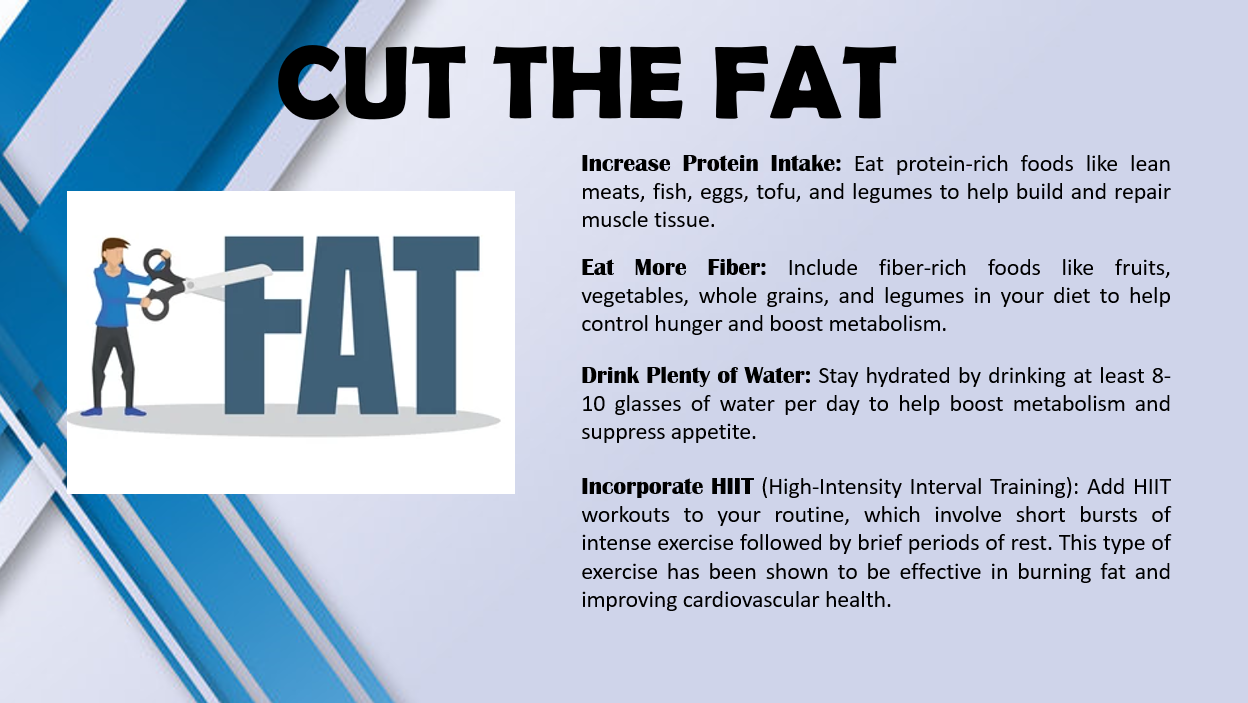 CUT THE FAT
FAT
Increase Protein Intake: Eat protein-rich foods like lean
meats, fish, eggs, tofu, and legumes to help build and repair
muscle tissue.
Eat More Fiber: Include fiber-rich foods like fruits,
vegetables, whole grains, and legumes in your diet to help
control hunger and boost metabolism.
Drink Plenty of Water: Stay hydrated by drinking at least 8-
10 glasses of water per day to help boost metabolism and
suppress appetite.
Incorporate HIIT (High-Intensity Interval Training): Add HIIT
workouts to your routine, which involve short bursts of
intense exercise followed by brief periods of rest. This type of
exercise has been shown to be effective in burning fat and
improving cardiovascular health.